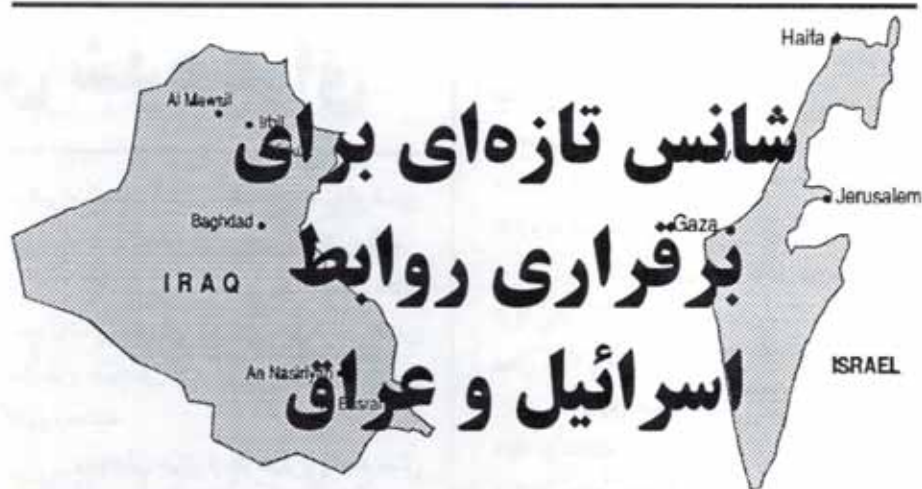 Haifa
Al Mawsil
Irbil
شانس تازه‌ای برای
Jerusalem
Baghdad
Gaza
برقراری روابط
IRAQ
ISRAEL
An Nasiriyah
اسرائیل و عراق
Basrah